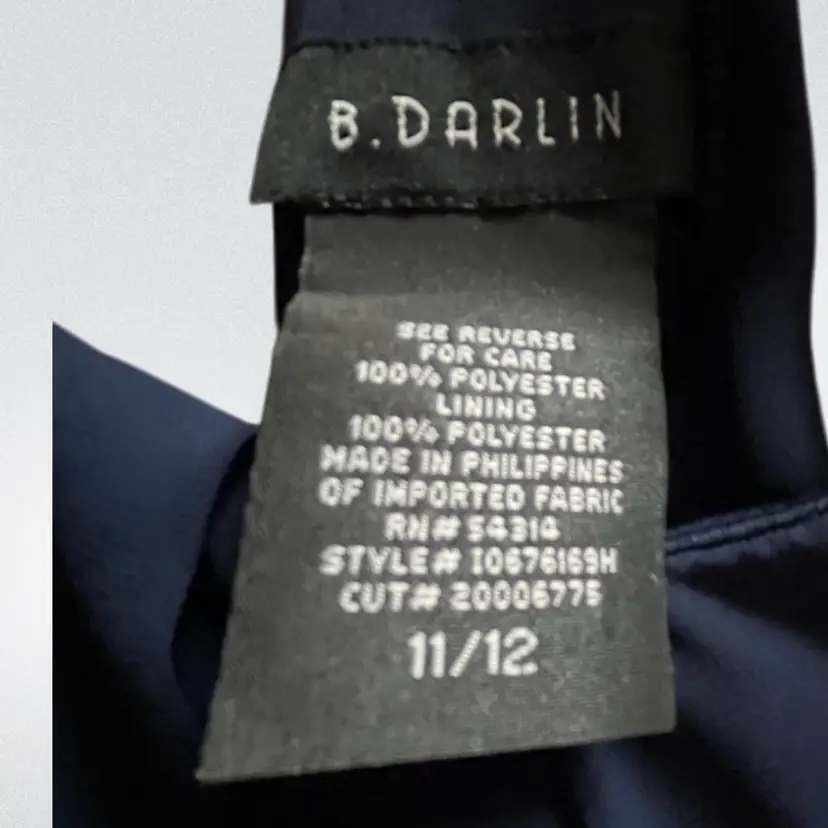 B.DARLIN
SEE REVERSE
FOR CARE
100% POLYESTER
LINING
100% POLYESTER
MADE IN PHILIPPINES
OF IMPORTED FABRIC
RN# 54314
STYLE# I0676169H
CUT# 20006775
11/12